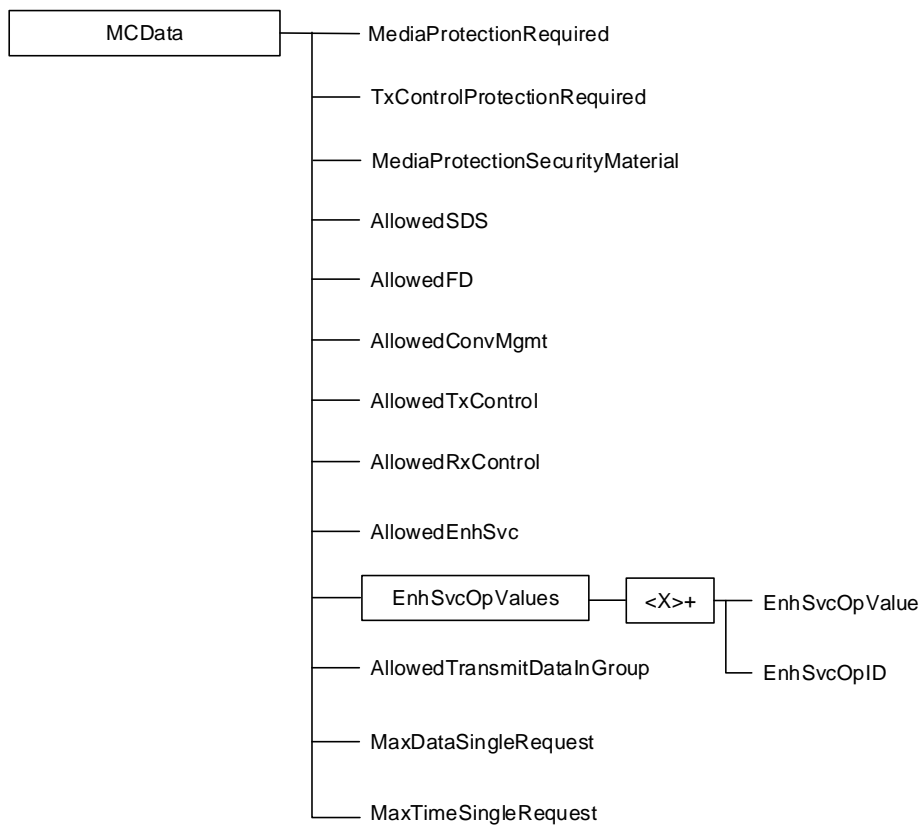 MCData
MediaProtectionRequired
TxControlProtectionRequired
MediaProtectionSecurityMaterial
AllowedSDS
AllowedFD
AllowedConvMgmt
AllowedTxControl
AllowedRxControl
AllowedEnhSvc
EnhSvcOpValues
<X>+
EnhSvcOpValue
EnhSvcOpID
AllowedTransmitDataInGroup
MaxDataSingleRequest
MaxTimeSingleRequest